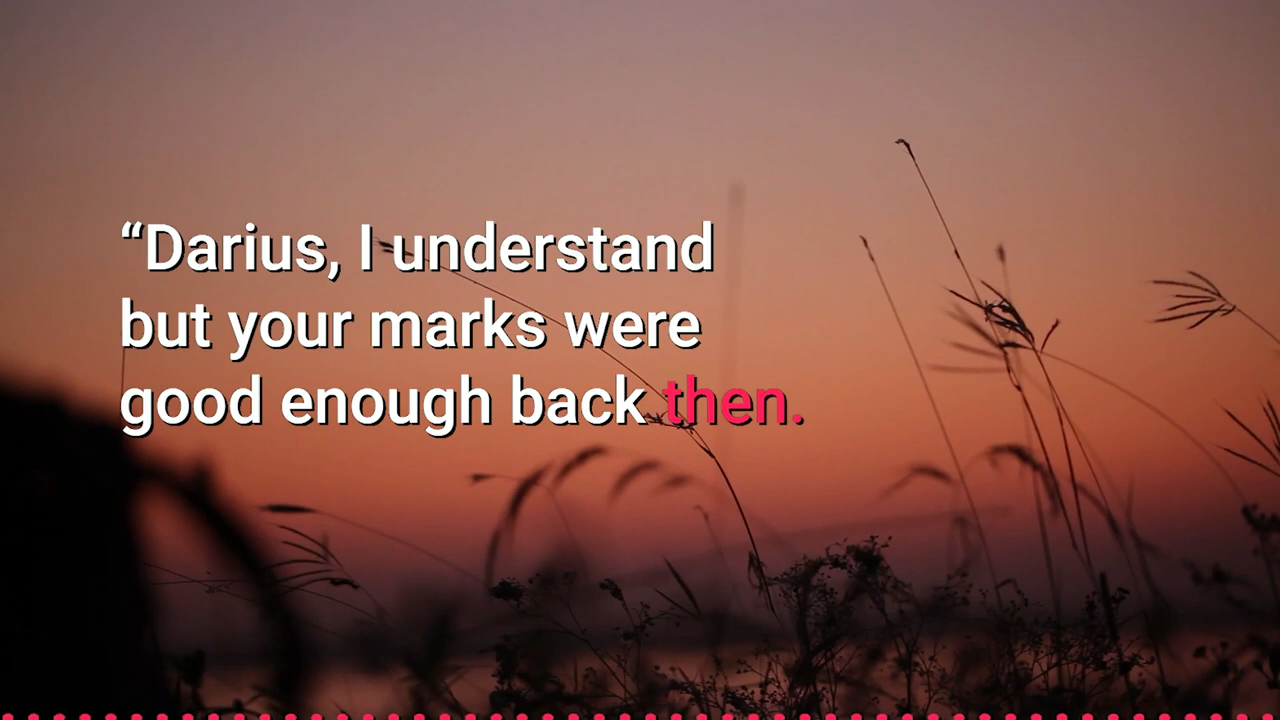 “Darius, I understand
but your marks were
good enough back then.